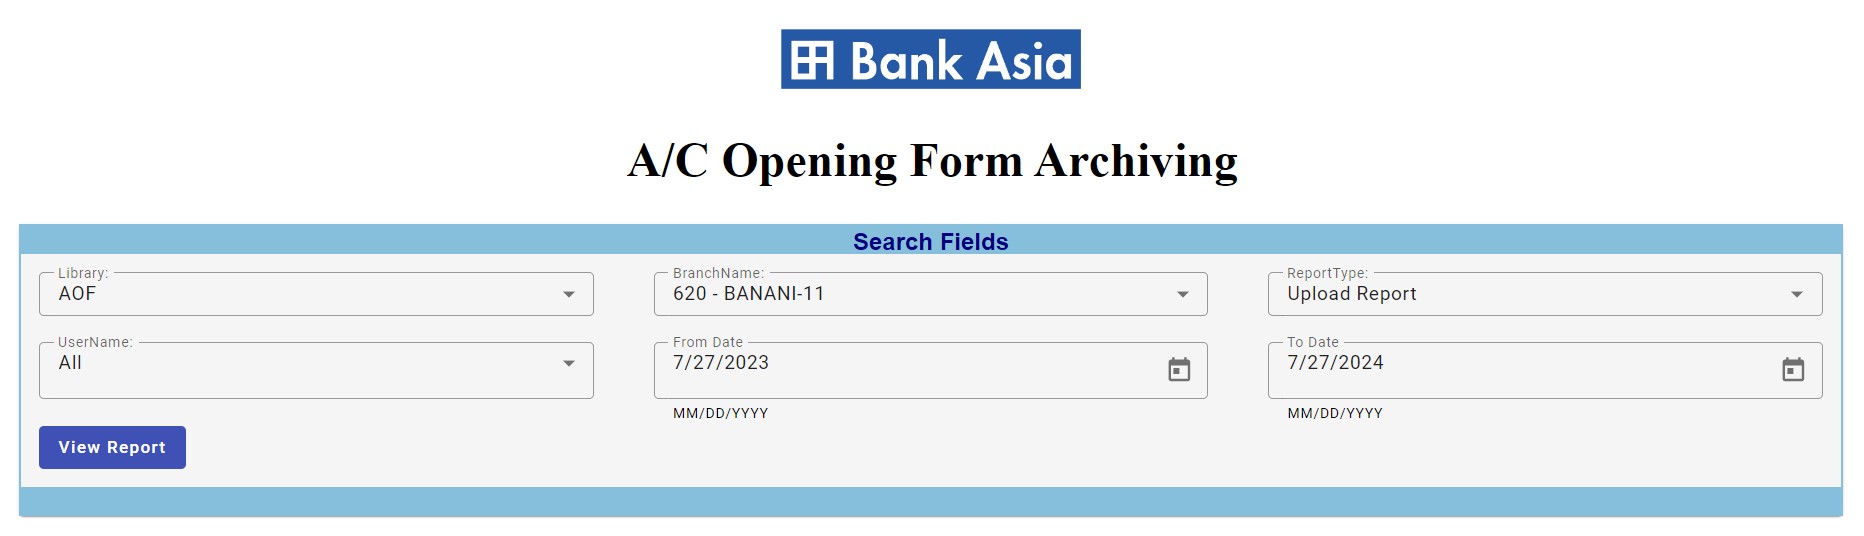 Bank Asia
A/C Opening Form Archiving
Search Fields
Library:
AOF
BranchName:
620 - BANANI-11
ReportType:
Upload Report
UserName:
All
From Date
7/27/2023
MM/DD/YYYY
To Date
7/27/2024
MM/DD/YYYY
View Report